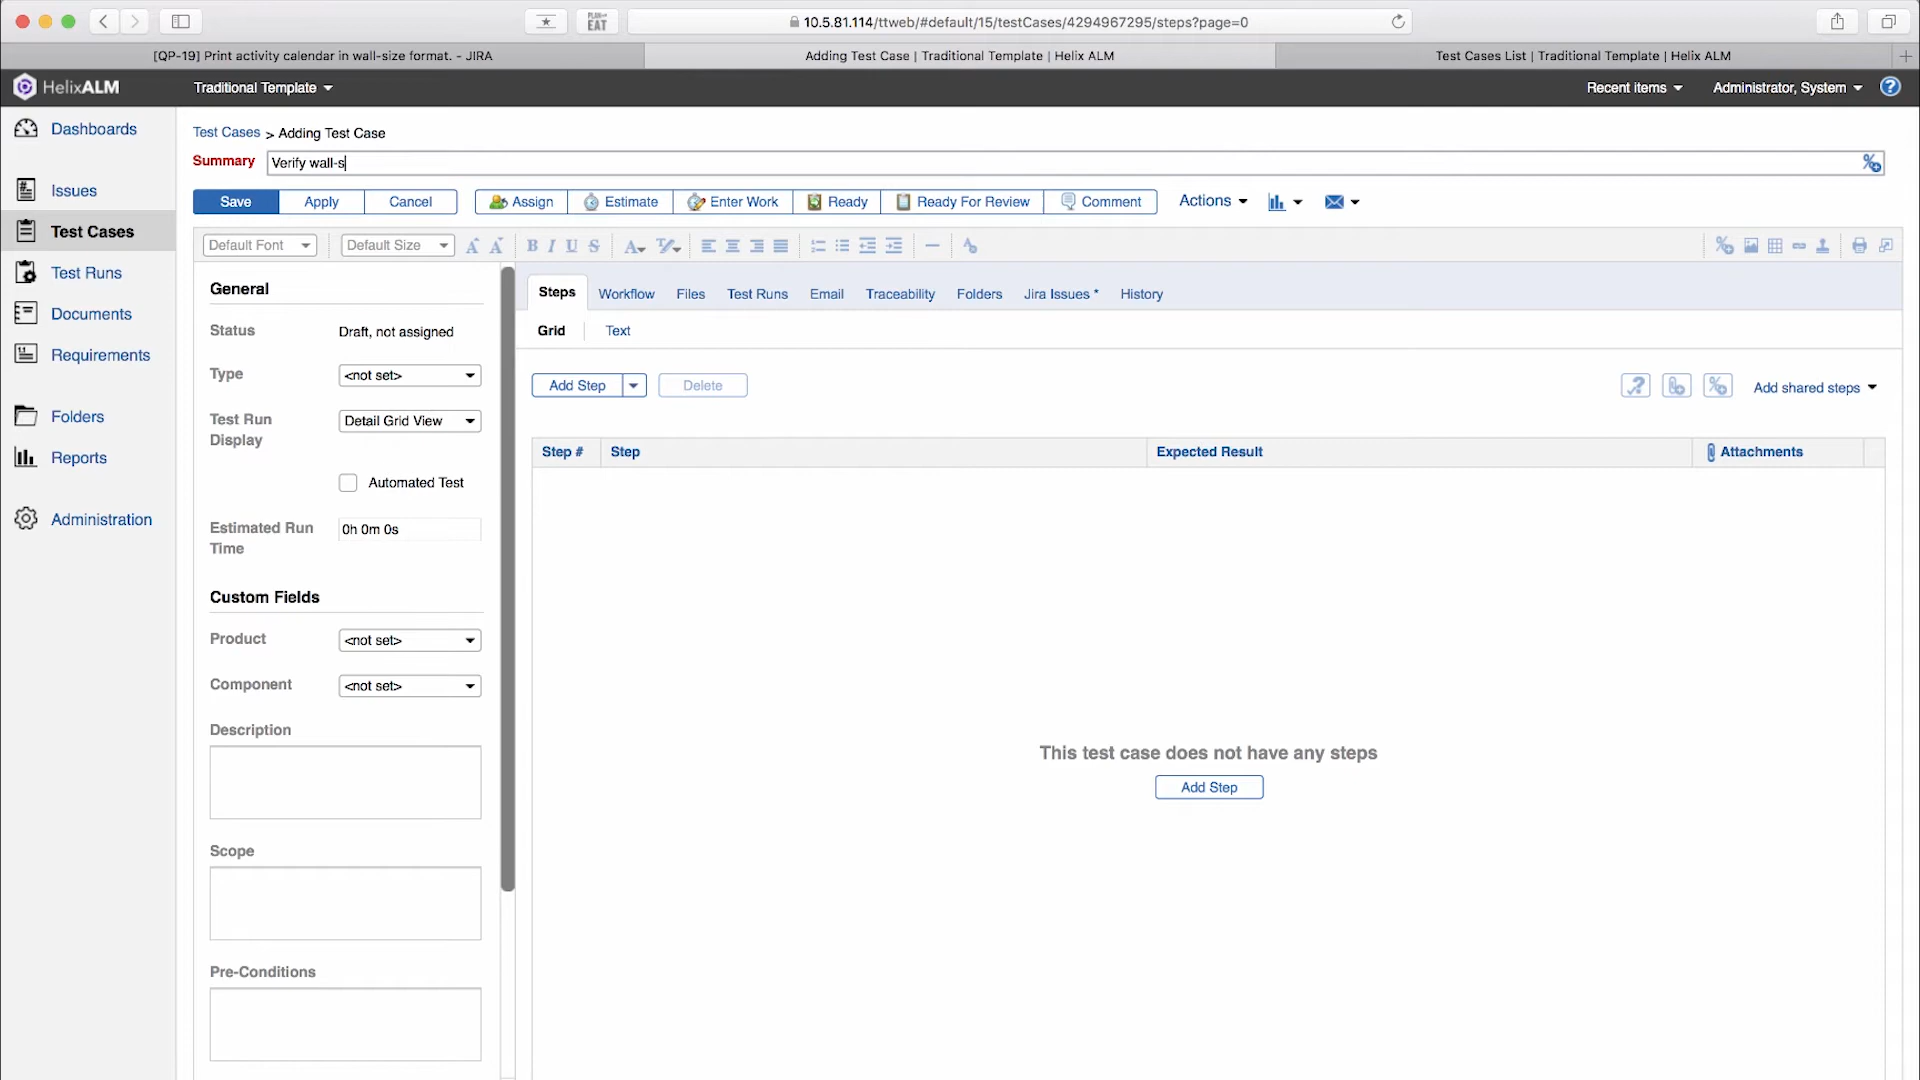 PLAN EAT
10.5.81.114/ttweb/#default/15/testCases/4294967295/steps?page=0
[QP-19] Print activity calendar in wall-size format. - JIRA
Adding Test Case | Traditional Template | Helix ALM
Test Cases List | Traditional Template | Helix ALM
HelixALM
Traditional Template
Recent items
Administrator, System
?
Dashboards
Issues
Test Cases
Test Runs
Documents
Requirements
Folders
Reports
Administration
Test Cases > Adding Test Case
Summary
Verify wall-s
Save
Apply
Cancel
Assign
Estimate
Enter Work
Ready
Ready For Review
Comment
Actions
Default Font
Default Size
B I U S
General
Status
Draft, not assigned
Type
<not set>
Test Run Display
Detail Grid View
Automated Test
Estimated Run Time
0h 0m 0s
Custom Fields
Product
<not set>
Component
<not set>
Description
Scope
Pre-Conditions
Steps
Workflow
Files
Test Runs
Email
Traceability
Folders
Jira Issues *
History
Grid
Text
Add Step
Delete
Add shared steps
Step #
Step
Expected Result
Attachments
This test case does not have any steps
Add Step